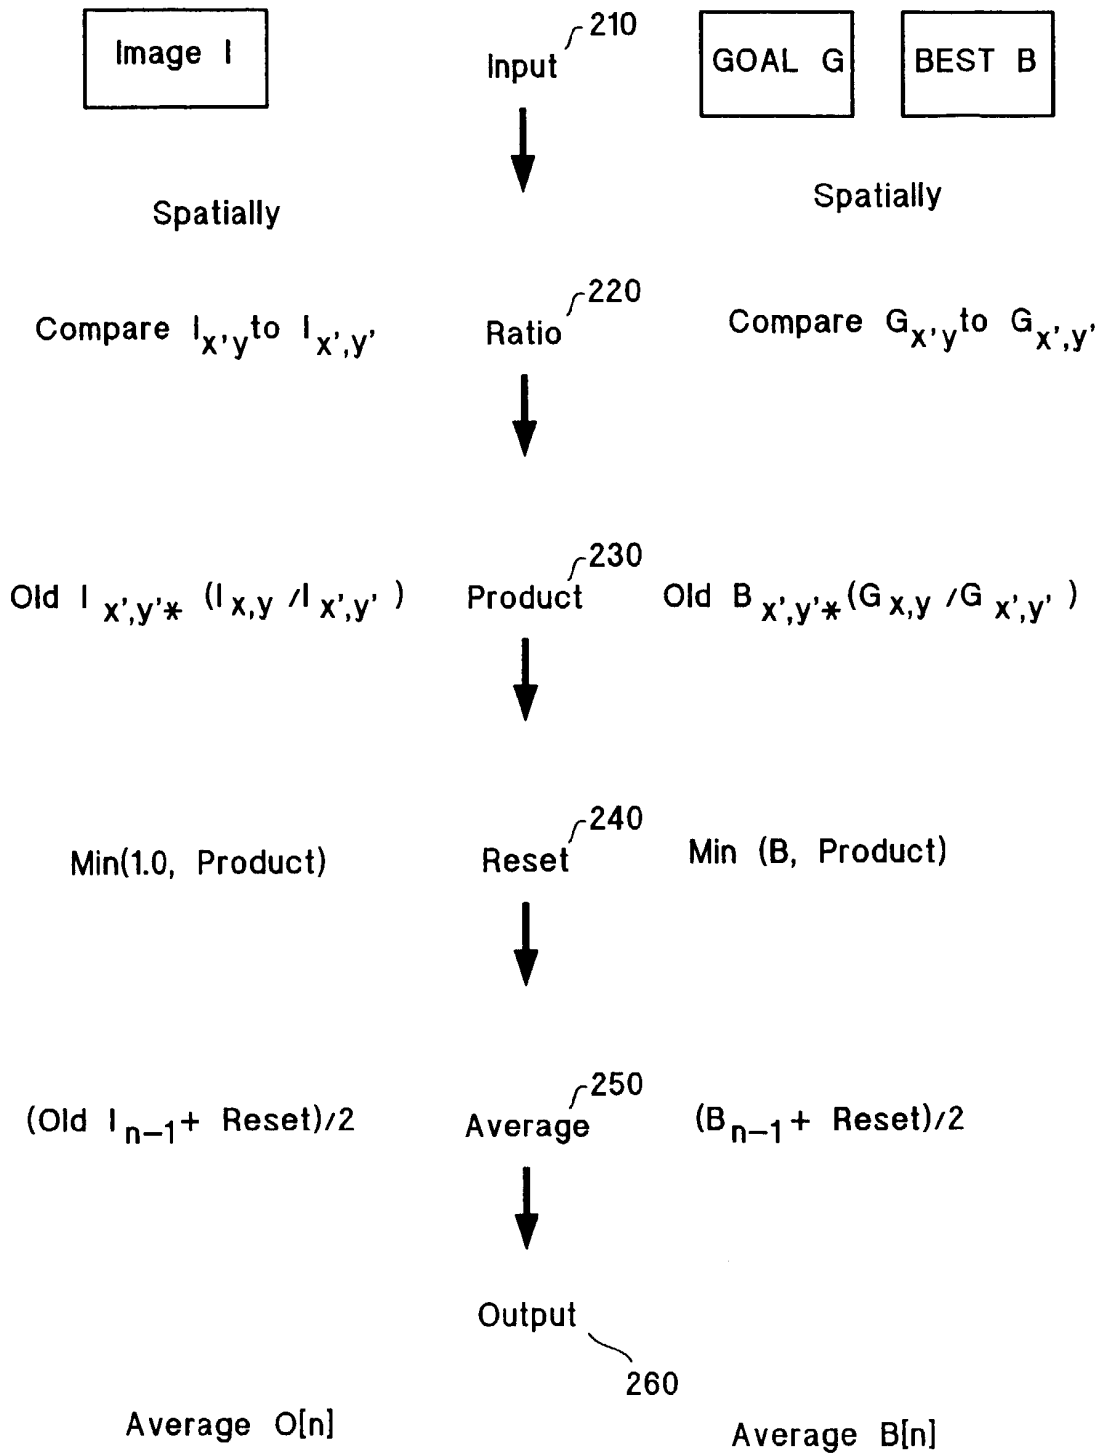 Image I
210
Input
GOAL G
BEST B
Spatially
Spatially
220
Compare I x'y to I x',y'
Ratio
Compare G x'y to G x',y'
230
Old I x',y'* (I x,y /I x',y' )
Product
Old B x',y'* (G x,y /G x',y' )
240
Min(1.0, Product)
Reset
Min (B, Product)
250
(Old I n-1 + Reset)/2
Average
(B n-1 + Reset)/2
Output
260
Average O[n]
Average B[n]